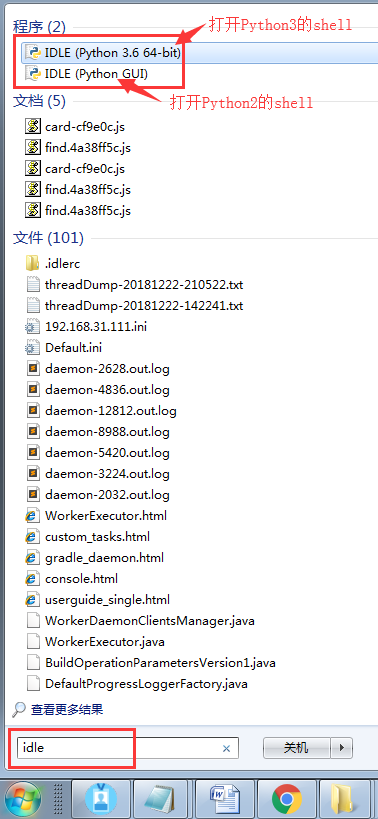 程序 (2)
打开Python3的shell
IDLE (Python 3.6 64-bit)
IDLE (Python GUI)
打开Python2的shell
文档 (5)
card-cf9e0c.js
find.4a38ff5c.js
card-cf9e0c.js
find.4a38ff5c.js
find.4a38ff5c.js
文件 (101)
.idlerc
threadDump-20181222-210522.txt
threadDump-20181222-142241.txt
192.168.31.111.ini
Default.ini
daemon-2628.out.log
daemon-4836.out.log
daemon-12812.out.log
daemon-8988.out.log
daemon-5420.out.log
daemon-3224.out.log
daemon-2032.out.log
WorkerExecutor.html
custom_tasks.html
gradle_daemon.html
console.html
userguide_single.html
WorkerDaemonClientsManager.java
WorkerExecutor.java
BuildOperationParametersVersion1.java
DefaultProgressLoggerFactory.java
查看更多结果
idle
关机